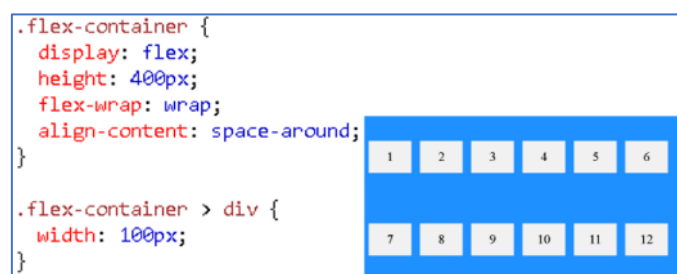 .flex-container {
  display: flex;
  height: 400px;
  flex-wrap: wrap;
  align-content: space-around;
}
.flex-container > div {
  width: 100px;
}
1 2 3 4 5 6
7 8 9 10 11 12